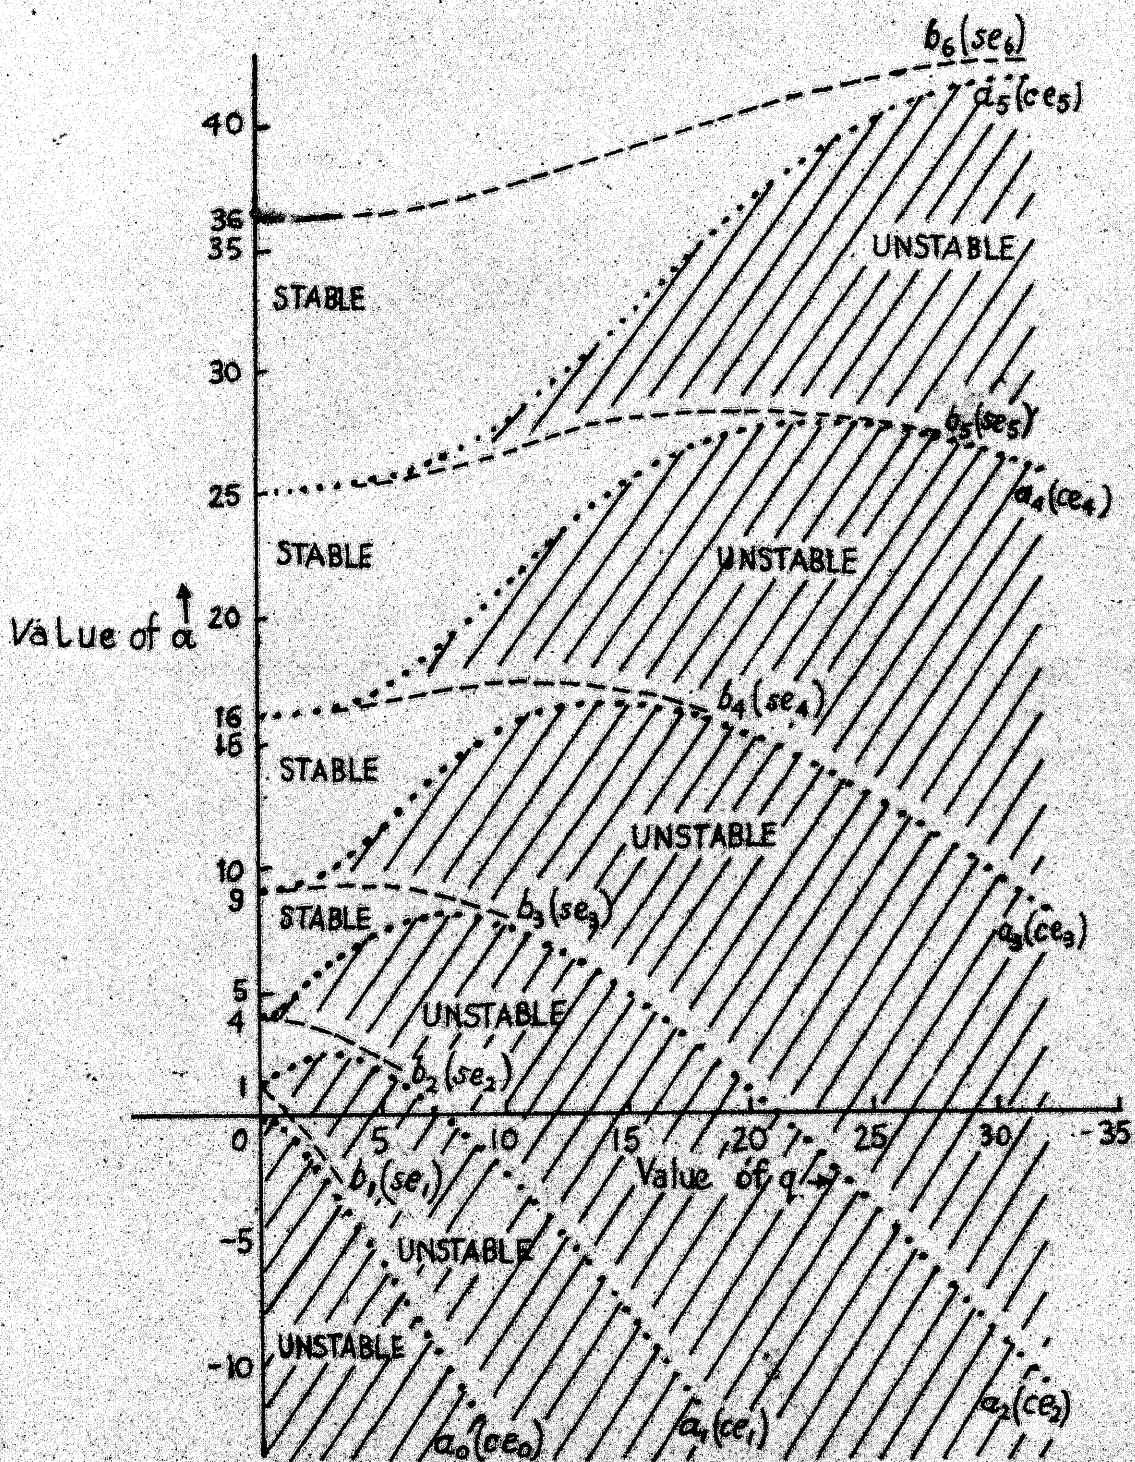 b₆(se₆)
a₅(ce₅)
40
36
35
UNSTABLE
STABLE
30
b₅(se₅)
25
a₄(ce₄)
STABLE
UNSTABLE
20
Value of a
16
b₄(se₄)
15
STABLE
UNSTABLE
10
9
STABLE
b₃(se₃)
a₃(ce₃)
5
4
UNSTABLE
b₂(se₂)
1
0
5
10
15
20
25
30
-35
Value of q →
b₁(se₁)
-5
UNSTABLE
UNSTABLE
-10
a₀(ce₀)
a₁(ce₁)
a₂(ce₂)